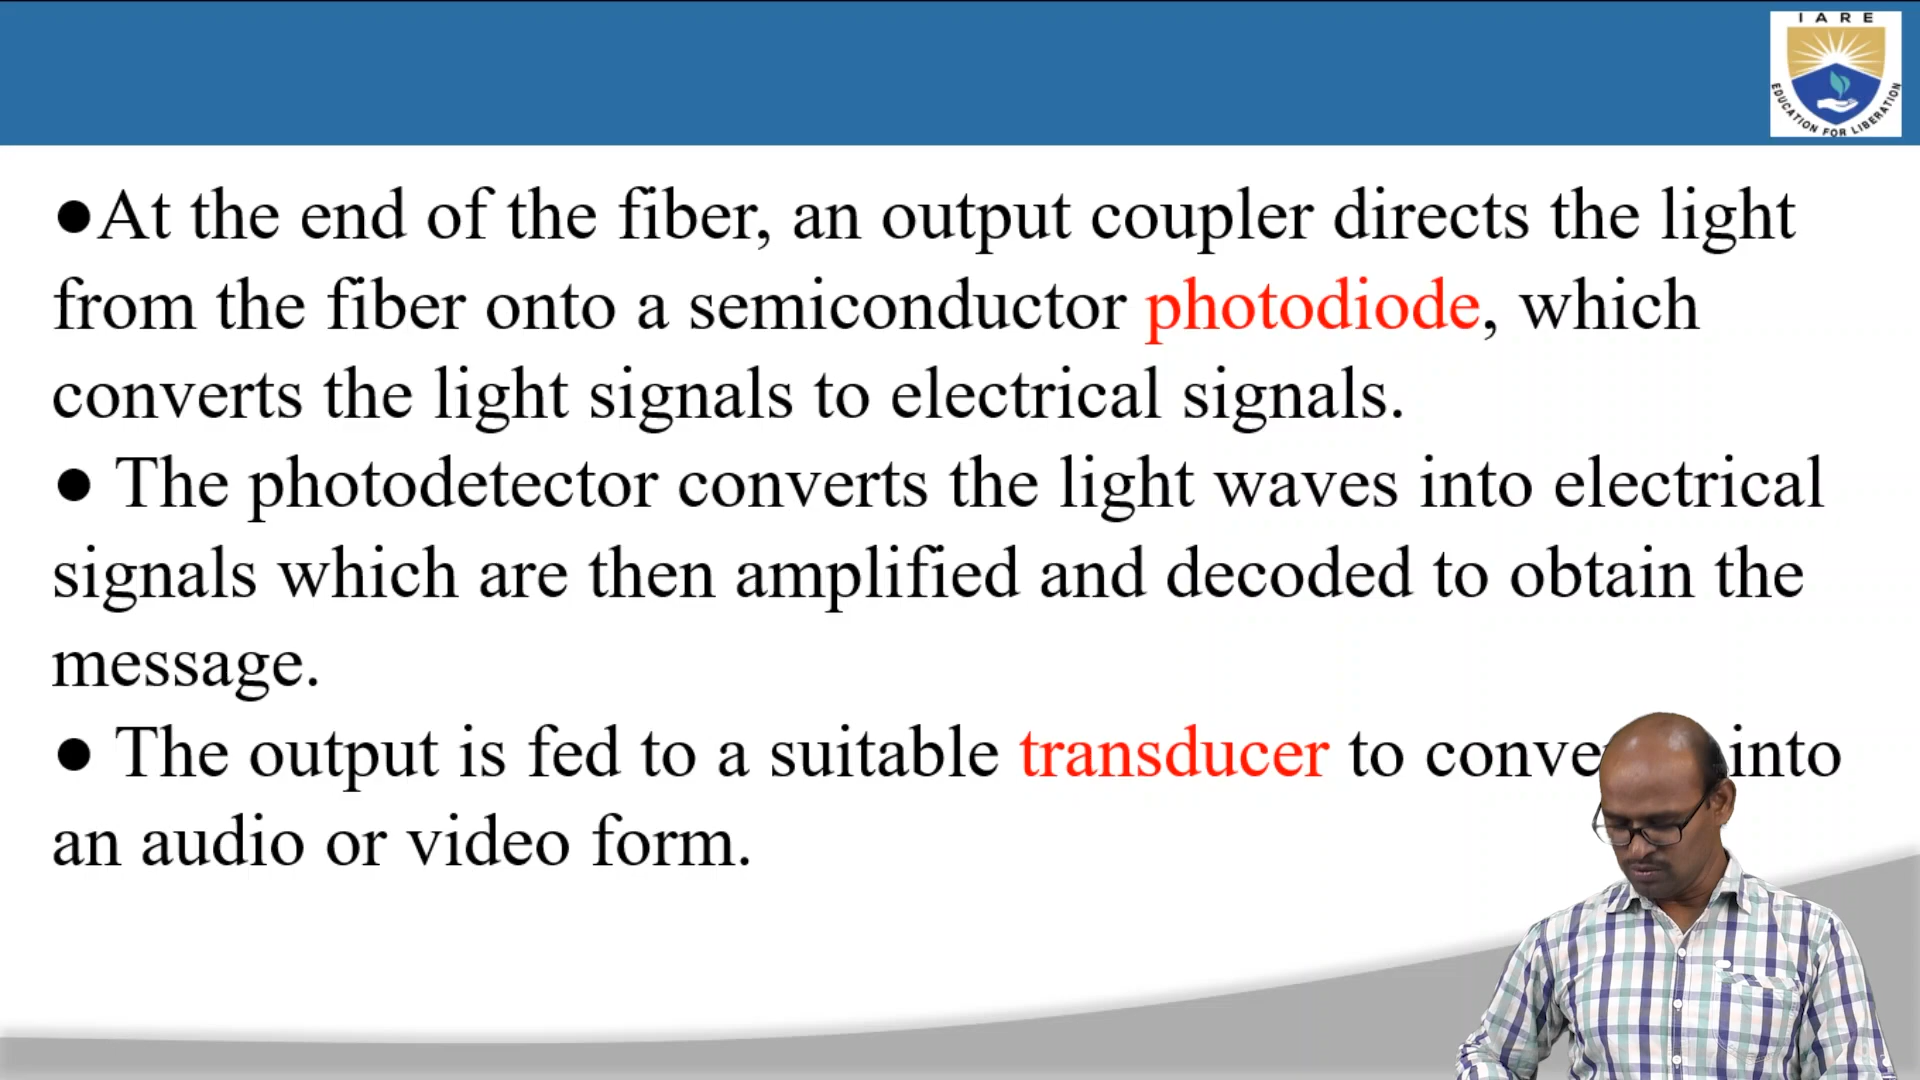 IARE
EDUCATION FOR LIBERATION
●At the end of the fiber, an output coupler directs the light
from the fiber onto a semiconductor photodiode, which
converts the light signals to electrical signals.
● The photodetector converts the light waves into electrical
signals which are then amplified and decoded to obtain the
message.
● The output is fed to a suitable transducer to into
an audio or video form.